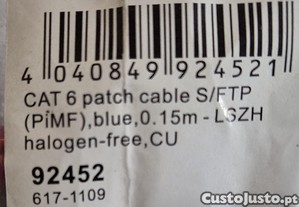 4 040849 924521
CAT 6 patch cable S/FTP
(PíMF),blue,0.15m - LSZH
halogen-free,CU
92452
617-1109
CustoJusto.pt